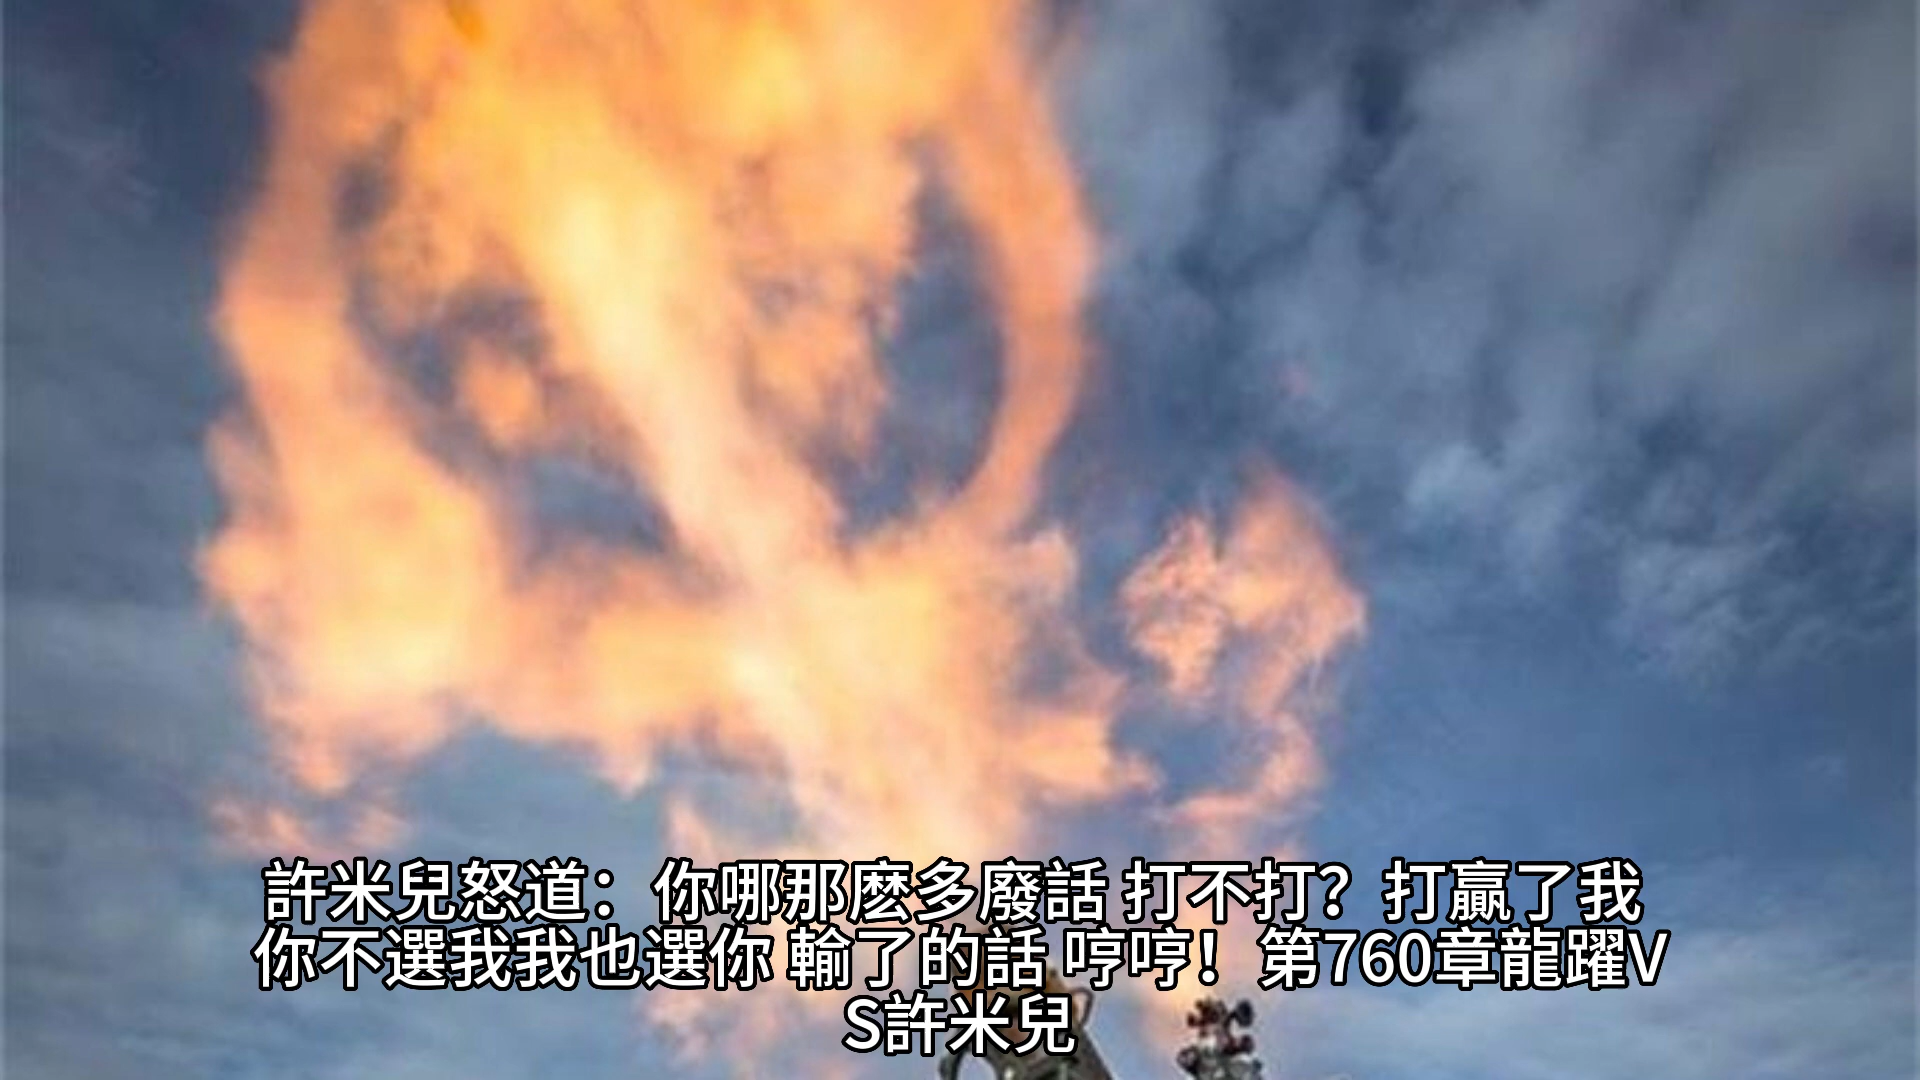 許米兒怒道：你哪那麽多廢話 打不打？打贏了我
你不選我我也選你 輸了的話 哼哼！第760章龍躍V
S許米兒